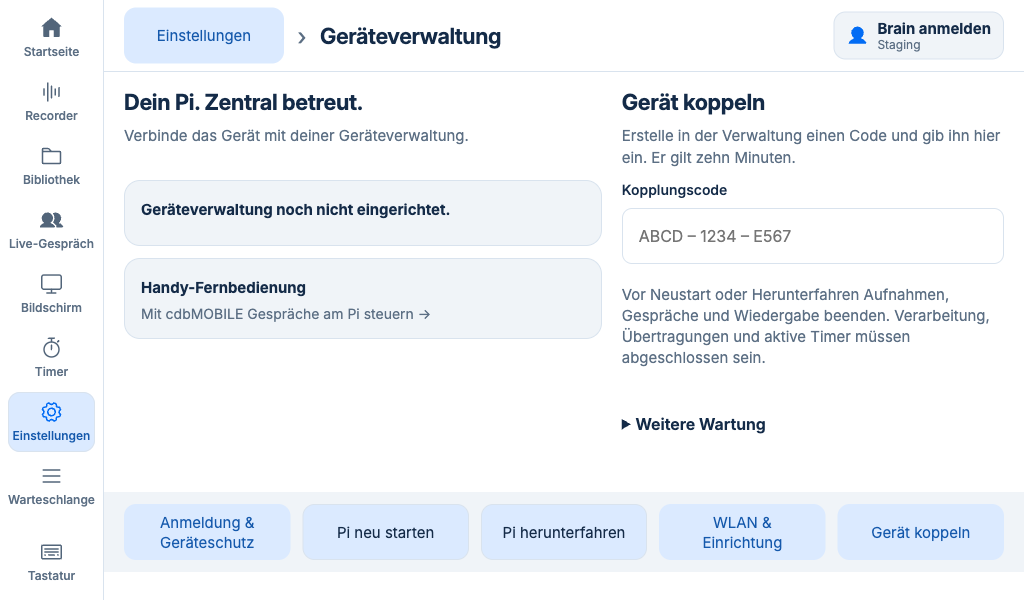 Startseite
Recorder
Bibliothek
Live-Gespräch
Bildschirm
Timer
Einstellungen
Warteschlange
Tastatur
Einstellungen › Geräteverwaltung
Brain anmelden
Staging
Dein Pi. Zentral betreut.
Verbinde das Gerät mit deiner Geräteverwaltung.
Geräteverwaltung noch nicht eingerichtet.
Handy-Fernbedienung
Mit cdbMOBILE Gespräche am Pi steuern →
Gerät koppeln
Erstelle in der Verwaltung einen Code und gib ihn hier
ein. Er gilt zehn Minuten.
Kopplungscode
ABCD – 1234 – E567
Vor Neustart oder Herunterfahren Aufnahmen,
Gespräche und Wiedergabe beenden. Verarbeitung,
Übertragungen und aktive Timer müssen
abgeschlossen sein.
Weitere Wartung
Anmeldung &
Geräteschutz
Pi neu starten
Pi herunterfahren
WLAN &
Einrichtung
Gerät koppeln